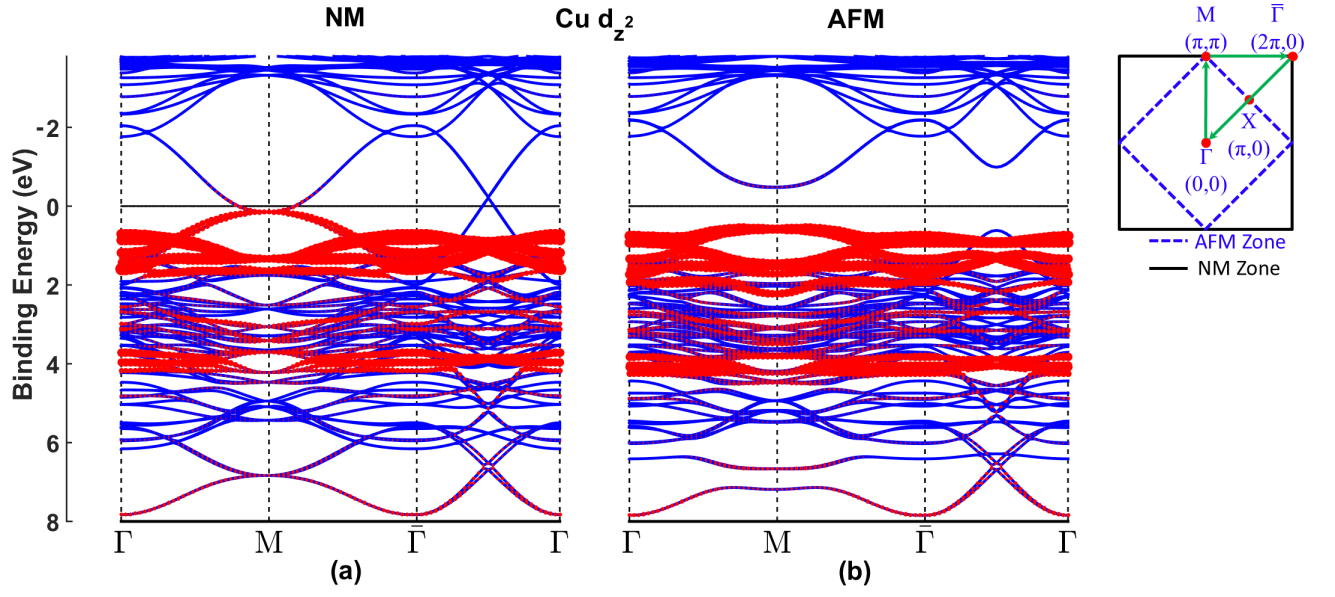 NM
Cu d_z²
AFM
Binding Energy (eV)
-2
0
2
4
6
8
Γ
M
Γ̄
Γ
(a)
Γ
M
Γ̄
Γ
(b)
M
(π,π)
Γ̄
(2π,0)
X
(π,0)
Γ
(0,0)
AFM Zone
NM Zone